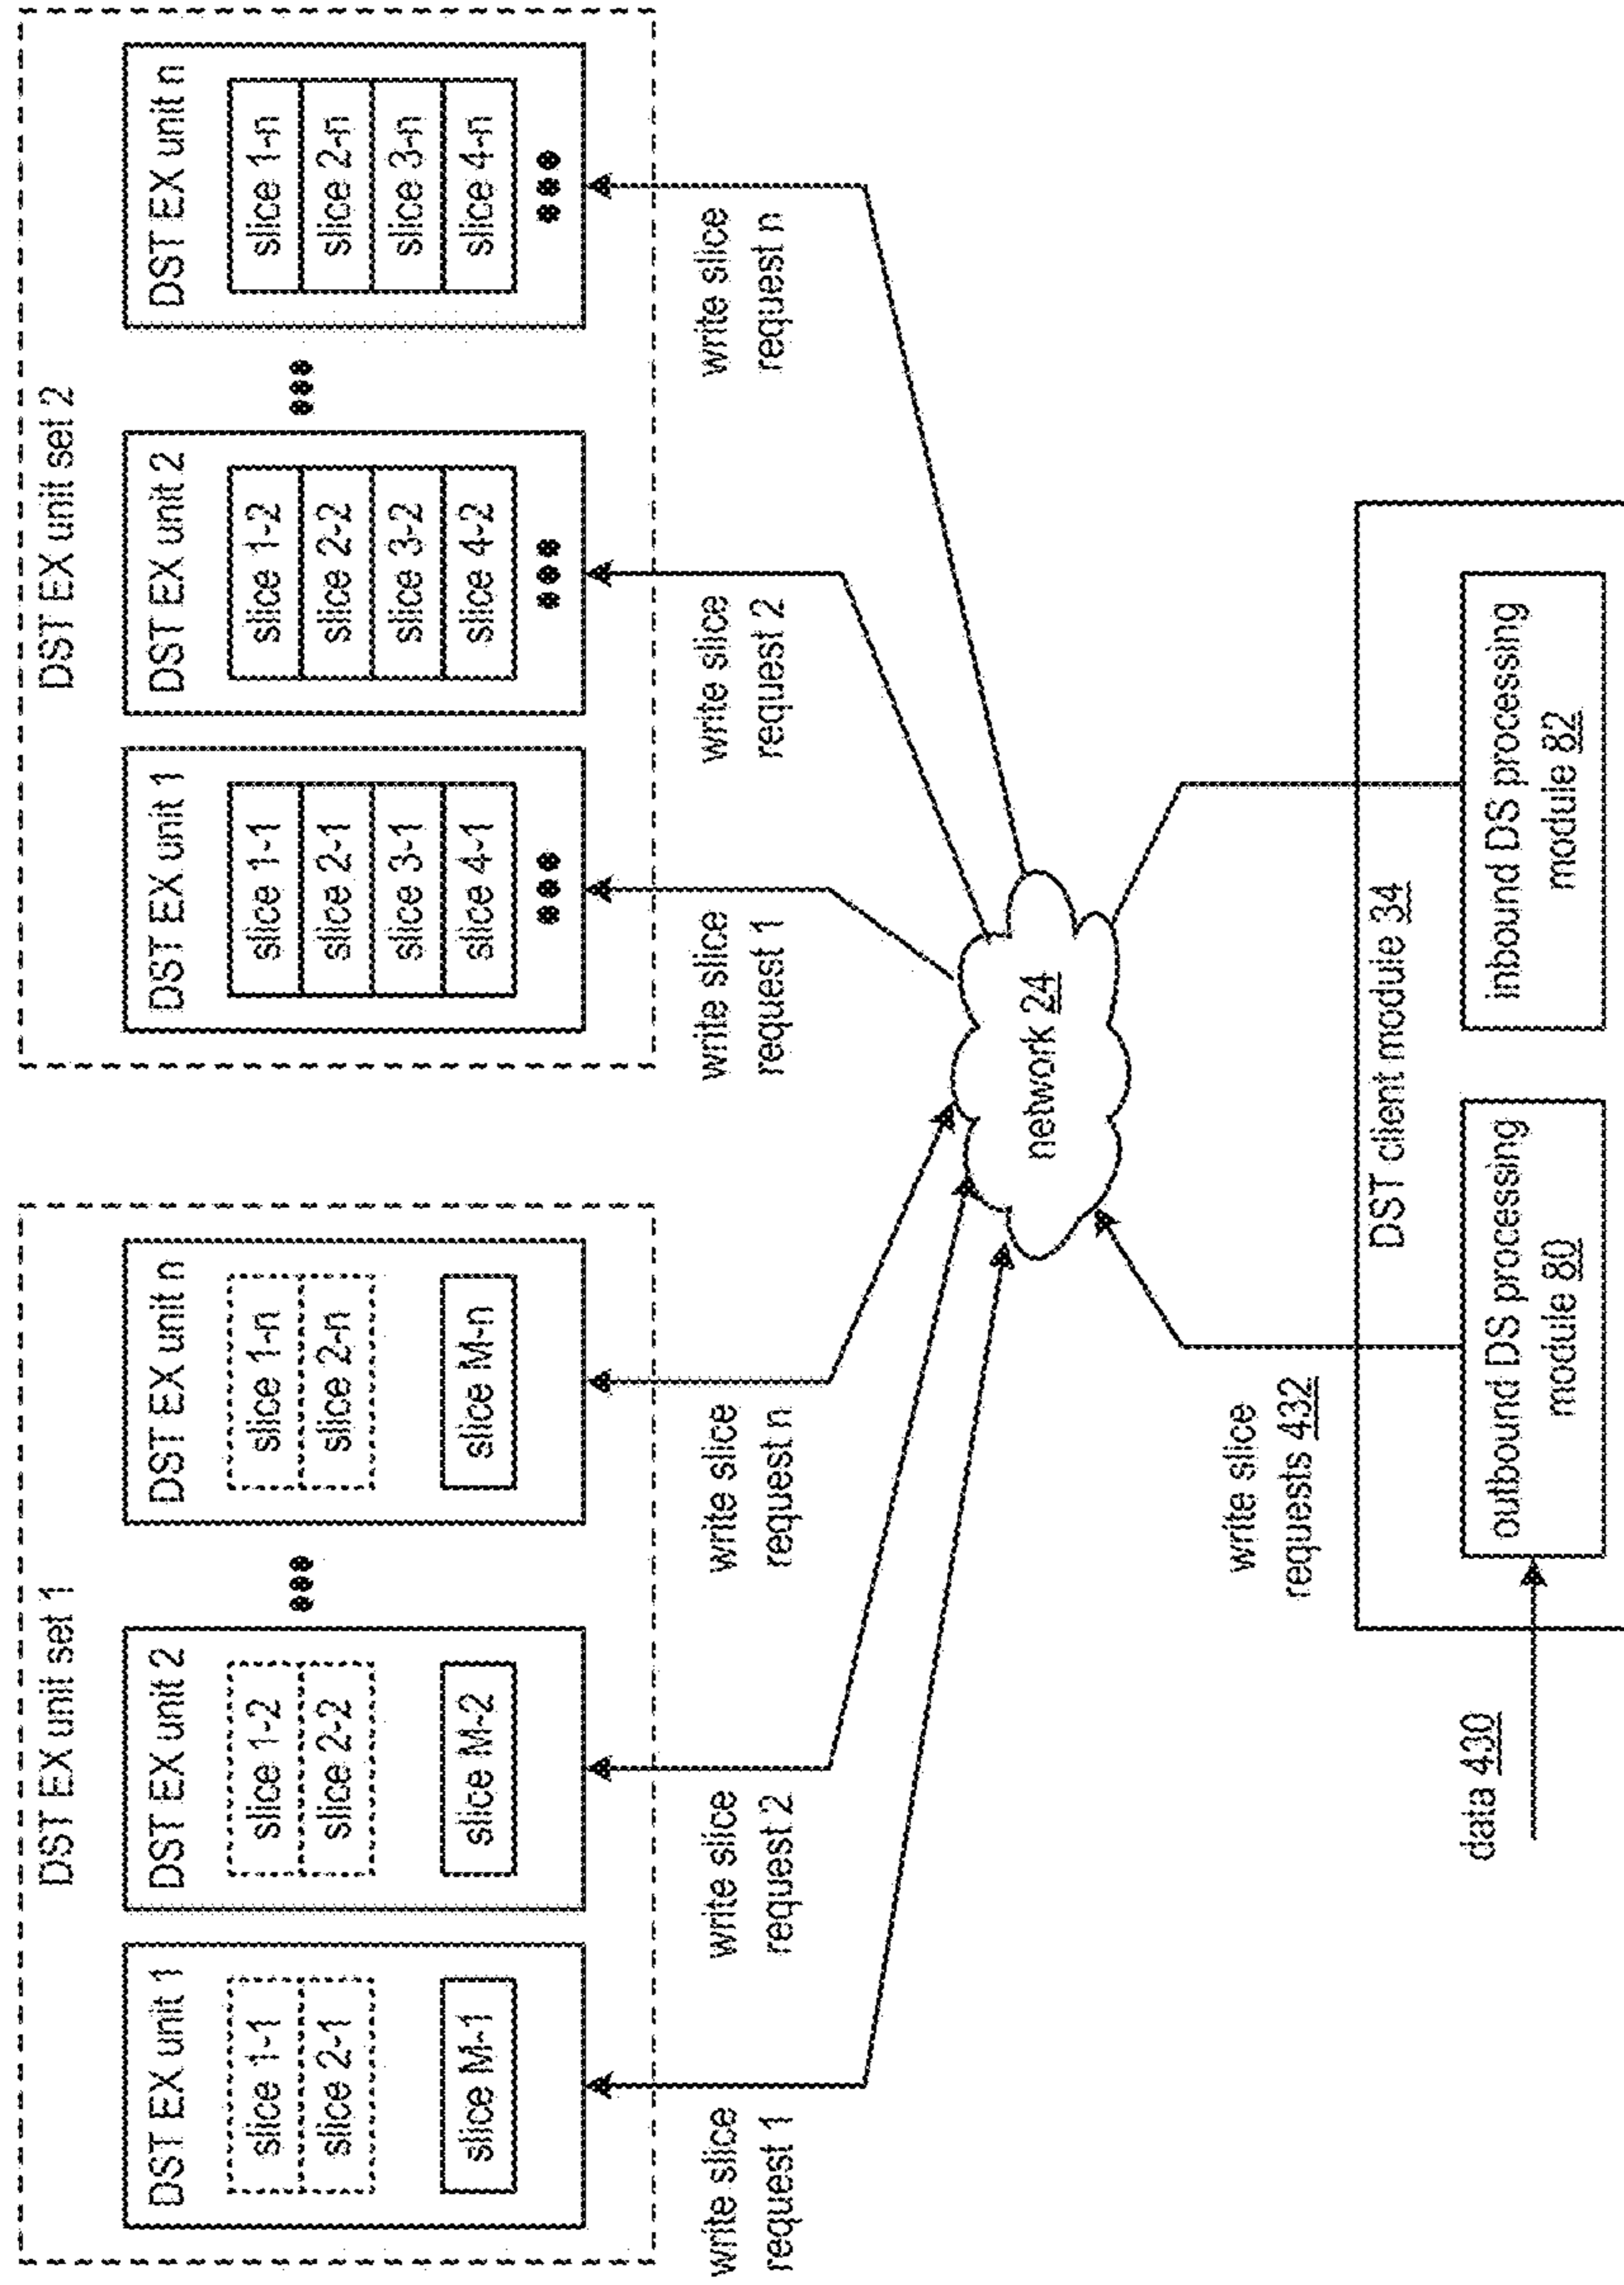 DST EX unit set 1
DST EX unit 1
slice 1-1
slice 2-1
slice M-1
DST EX unit 2
slice 1-2
slice 2-2
slice M-2
DST EX unit n
slice 1-n
slice 2-n
slice M-n
DST EX unit set 2
DST EX unit 1
slice 1-1
slice 2-1
slice 3-1
slice 4-1
DST EX unit 2
slice 1-2
slice 2-2
slice 3-2
slice 4-2
DST EX unit n
slice 1-n
slice 2-n
slice 3-n
slice 4-n
write slice
request 1
write slice
request 2
write slice
request n
write slice
request 1
write slice
request 2
write slice
request n
network 24
write slice
requests 432
DST client module 34
data 430
outbound DS processing
module 80
inbound DS processing
module 82